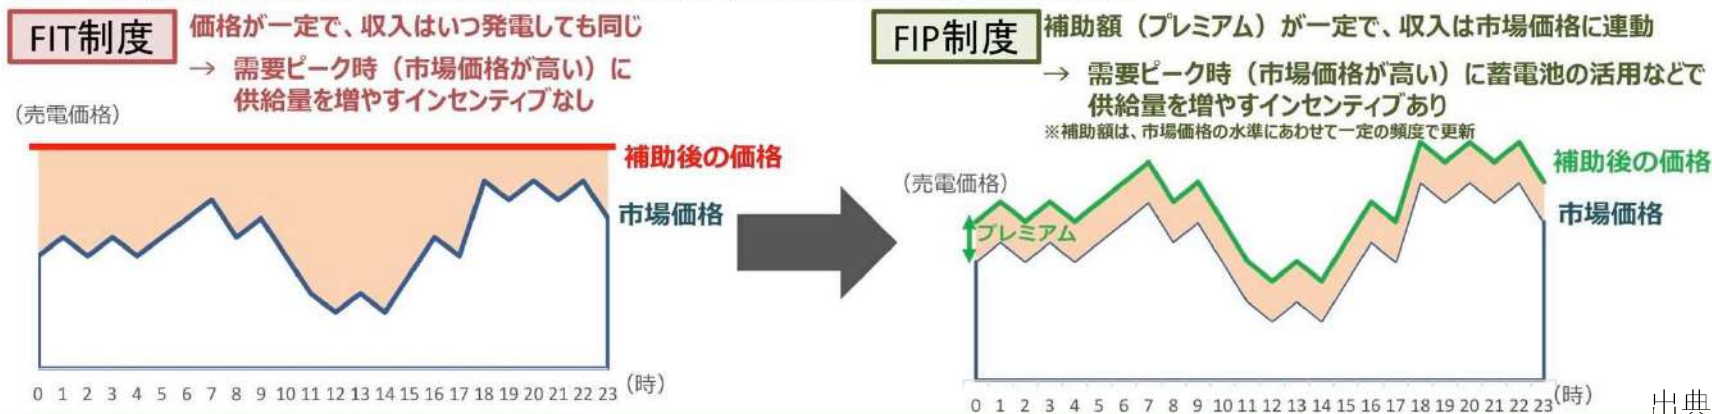 FIT制度
価格が一定で、収入はいつ発電しても同じ
→ 需要ピーク時（市場価格が高い）に
供給量を増やすインセンティブなし
（売電価格）
補助後の価格
市場価格
0 1 2 3 4 5 6 7 8 9 10 11 12 13 14 15 16 17 18 19 20 21 22 23 （時）
FIP制度
補助額（プレミアム）が一定で、収入は市場価格に連動
→ 需要ピーク時（市場価格が高い）に蓄電池の活用などで
供給量を増やすインセンティブあり
※補助額は、市場価格の水準にあわせて一定の頻度で更新
（売電価格）
補助後の価格
プレミアム
市場価格
0 1 2 3 4 5 6 7 8 9 10 11 12 13 14 15 16 17 18 19 20 21 22 23 （時）
出典